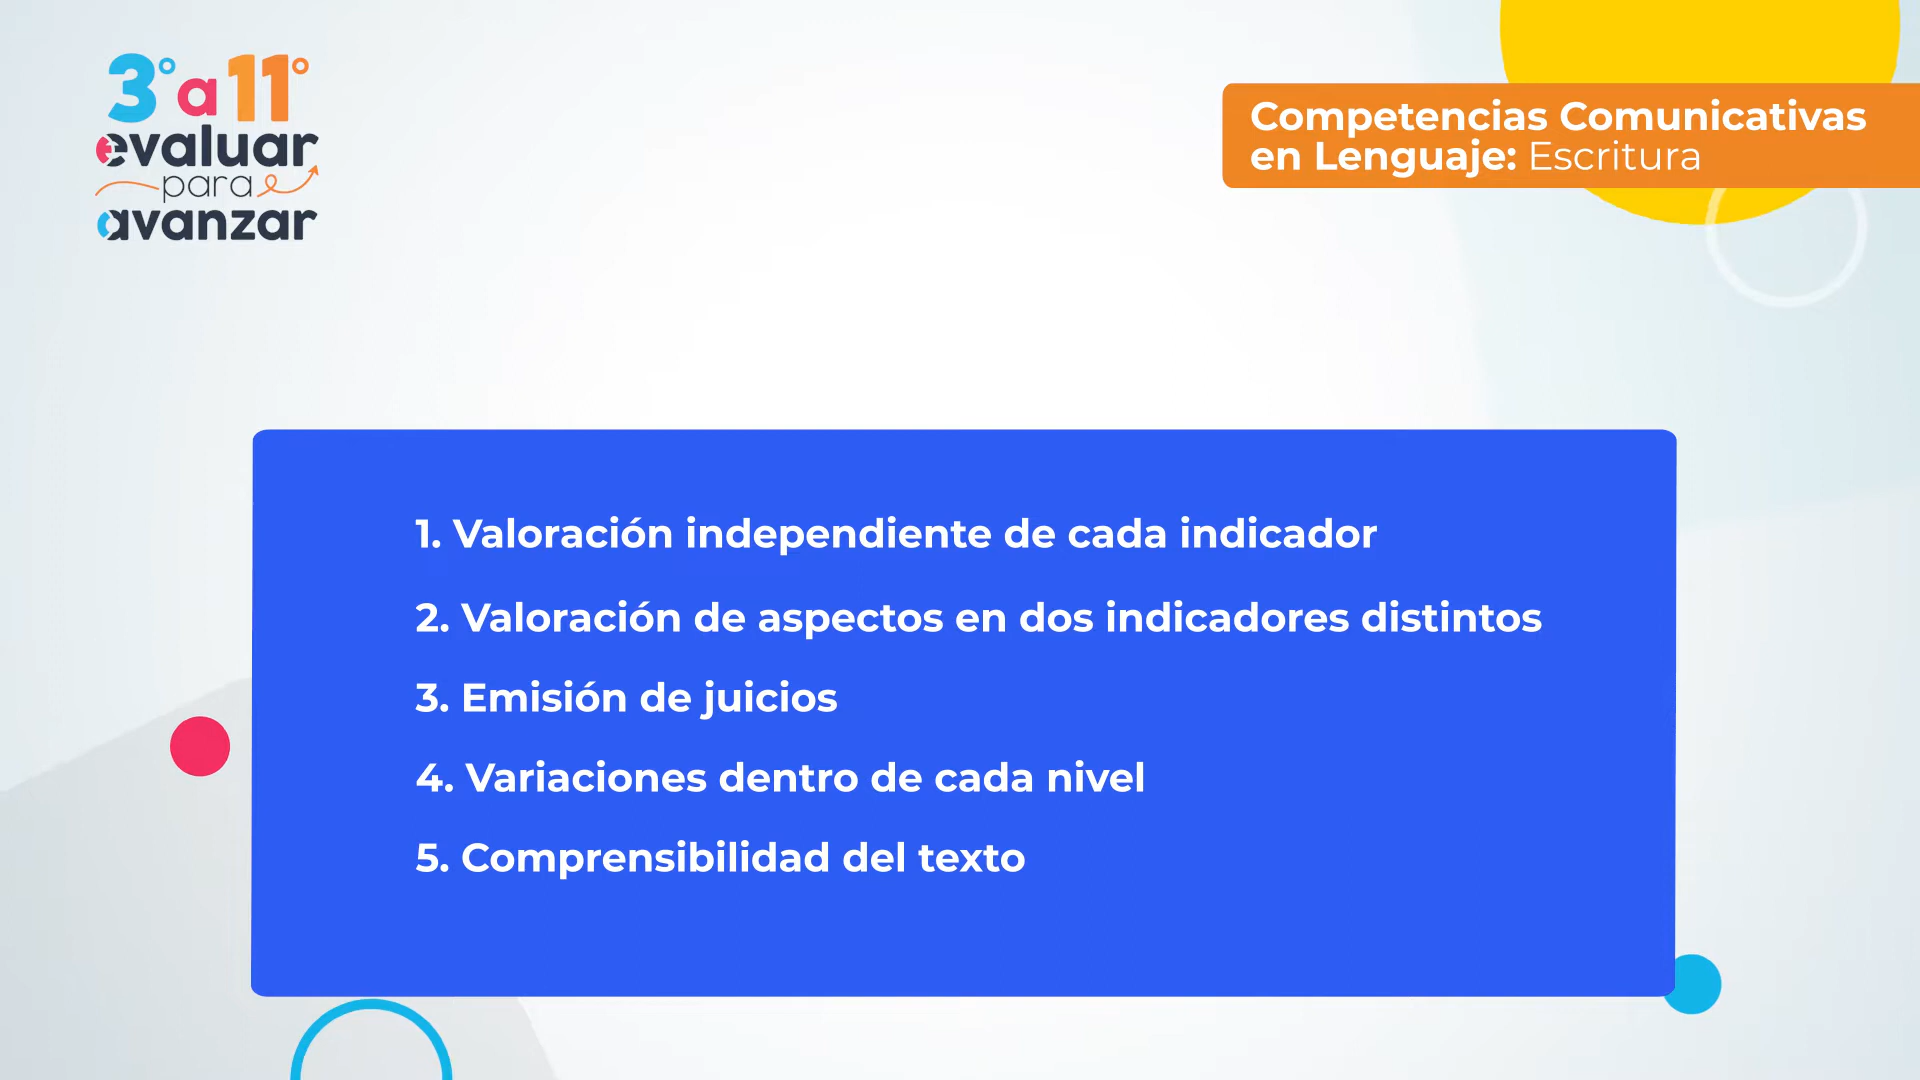 3° a 11°
evaluar
para
avanzar
Competencias Comunicativas
en Lenguaje: Escritura
1. Valoración independiente de cada indicador
2. Valoración de aspectos en dos indicadores distintos
3. Emisión de juicios
4. Variaciones dentro de cada nivel
5. Comprensibilidad del texto